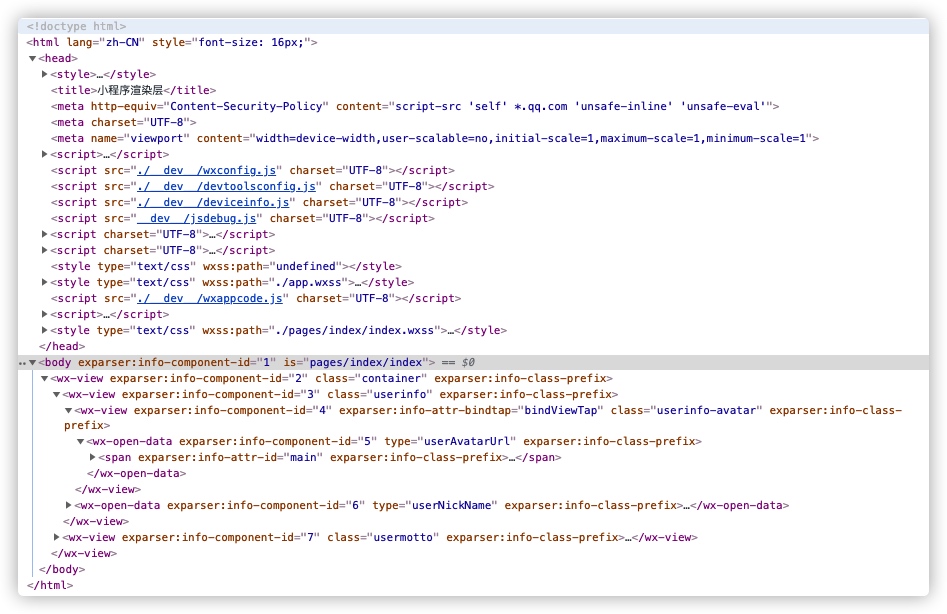 <!doctype html>
<html lang="zh-CN" style="font-size: 16px;">
▼<head>
▶<style>…</style>
<title>小程序渲染层</title>
<meta http-equiv="Content-Security-Policy" content="script-src 'self' *.qq.com 'unsafe-inline' 'unsafe-eval'">
<meta charset="UTF-8">
<meta name="viewport" content="width=device-width,user-scalable=no,initial-scale=1,maximum-scale=1,minimum-scale=1">
▶<script>…</script>
<script src="./__dev__/wxconfig.js" charset="UTF-8"></script>
<script src="./__dev__/devtoolsconfig.js" charset="UTF-8"></script>
<script src="./__dev__/deviceinfo.js" charset="UTF-8"></script>
<script src="__dev__/jsdebug.js" charset="UTF-8"></script>
▶<script charset="UTF-8">…</script>
▶<script charset="UTF-8">…</script>
<style type="text/css" wxss:path="undefined"></style>
▶<style type="text/css" wxss:path="./app.wxss">…</style>
<script src="./__dev__/wxappcode.js" charset="UTF-8"></script>
▶<script>…</script>
▶<style type="text/css" wxss:path="./pages/index/index.wxss">…</style>
</head>
…▼<body exparser:info-component-id="1" is="pages/index/index"> == $0
▼<wx-view exparser:info-component-id="2" class="container" exparser:info-class-prefix>
▼<wx-view exparser:info-component-id="3" class="userinfo" exparser:info-class-prefix>
▼<wx-view exparser:info-component-id="4" exparser:info-attr-bindtap="bindViewTap" class="userinfo-avatar" exparser:info-class-
prefix>
▼<wx-open-data exparser:info-component-id="5" type="userAvatarUrl" exparser:info-class-prefix>
▶<span exparser:info-attr-id="main" exparser:info-class-prefix>…</span>
</wx-open-data>
</wx-view>
▶<wx-open-data exparser:info-component-id="6" type="userNickName" exparser:info-class-prefix>…</wx-open-data>
</wx-view>
▶<wx-view exparser:info-component-id="7" class="usermotto" exparser:info-class-prefix>…</wx-view>
</wx-view>
</body>
</html>